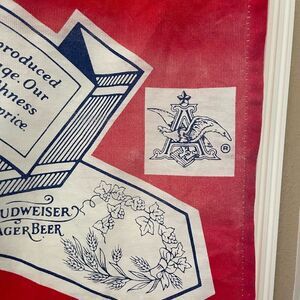 produced
ge. Our
hness
price.
A
®
UDWEISER
AGER BEER